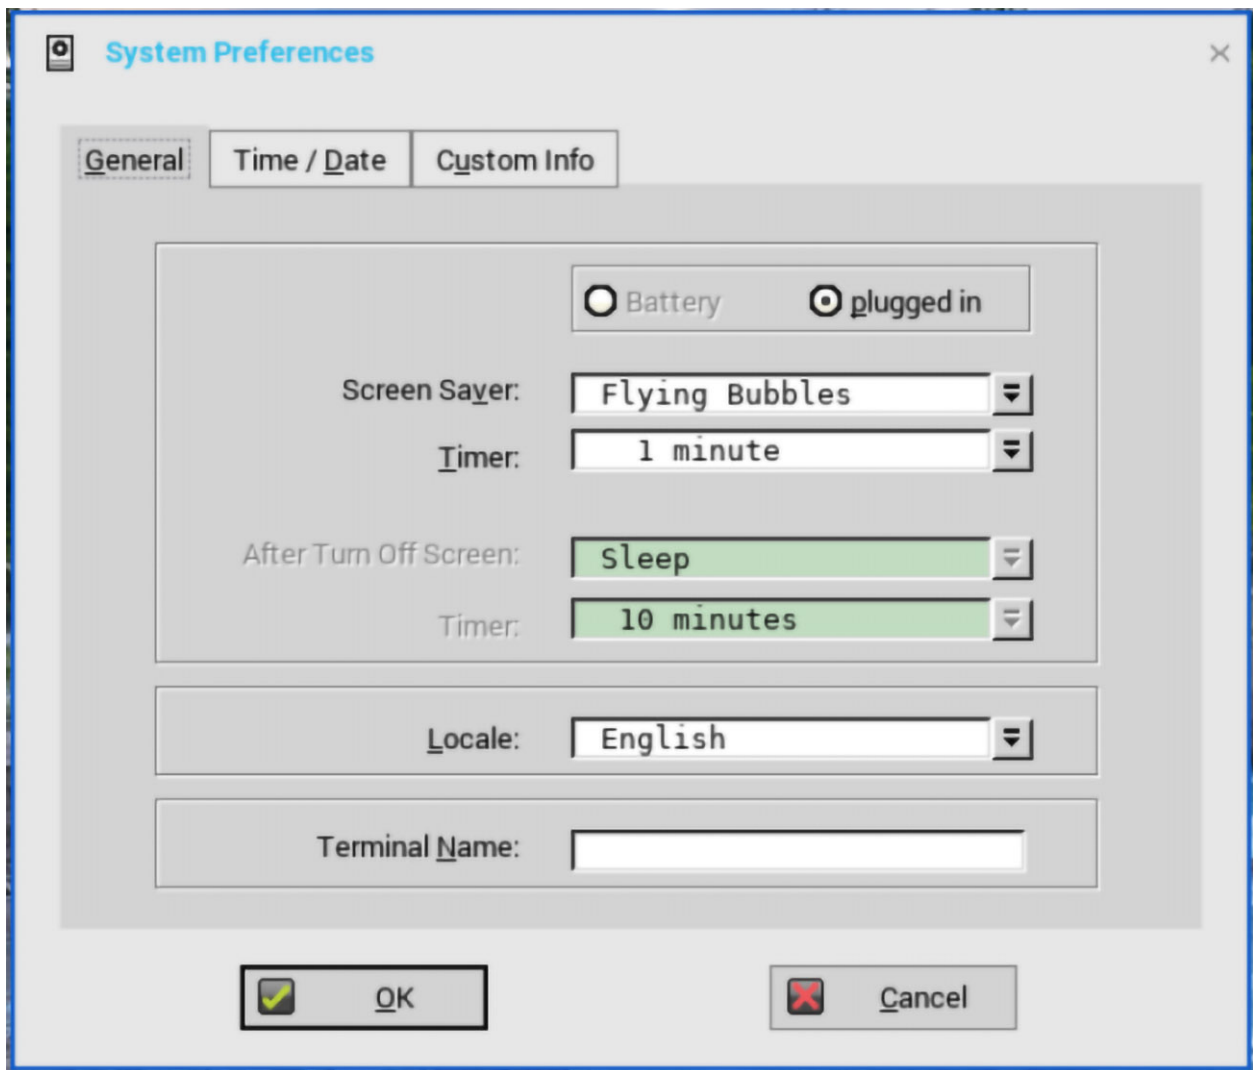 System Preferences
General
Time / Date
Custom Info
Battery
plugged in
Screen Saver:
Flying Bubbles
Timer:
1 minute
After Turn Off Screen:
Sleep
Timer:
10 minutes
Locale:
English
Terminal Name:
OK
Cancel